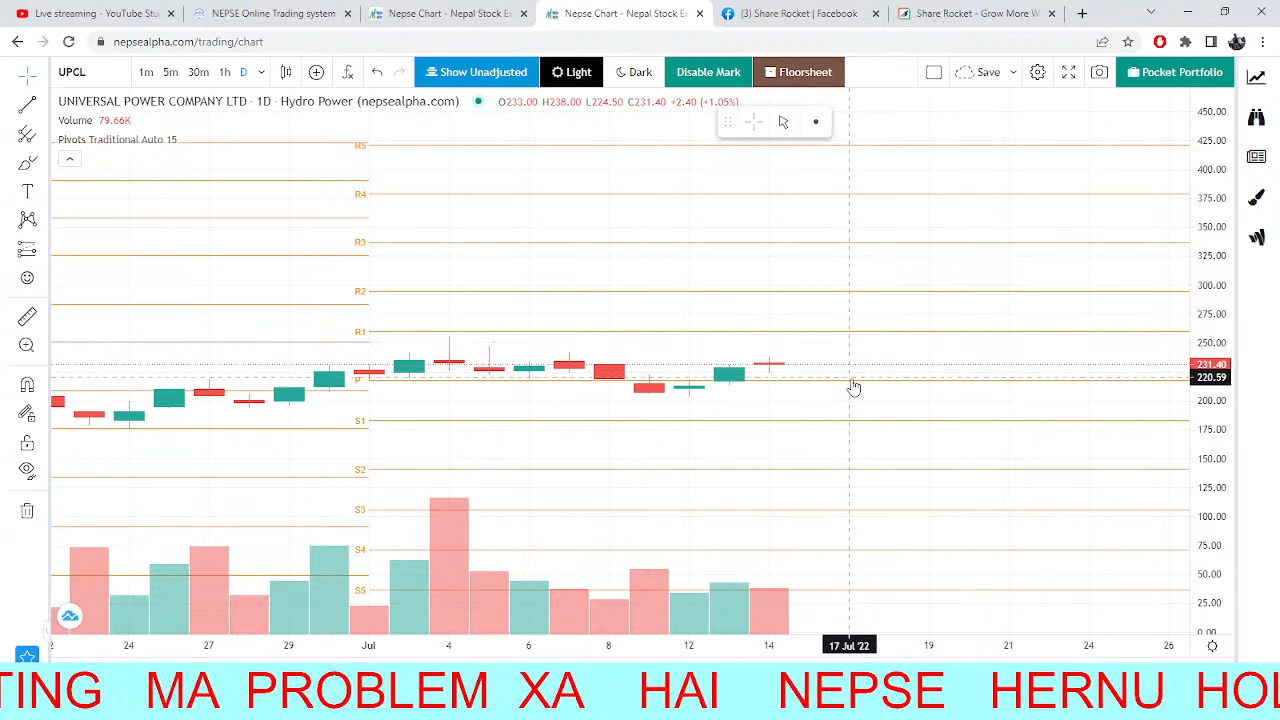 Live streaming - YouTube Stu
NEPSE Online Trading system
Nepse Chart - Nepal Stock Ex
Nepse Chart - Nepal Stock Ex
(3) Share Rocket | Facebook
Share Rocket - Grow More W
nepsealpha.com/trading/chart
UPCL 1m 5m 30m 1h D Show Unadjusted Light Dark Disable Mark Floorsheet Save Pocket Portfolio
UNIVERSAL POWER COMPANY LTD · 1D · Hydro Power (nepsealpha.com) O233.00 H238.00 L224.50 C231.40 +2.40 (+1.05%)
Volume 79.66K
Pivots Traditional Auto 15
R5
R4
R3
R2
R1
P
S1
S2
S3
S4
S5
450.00
425.00
400.00
375.00
350.00
325.00
300.00
275.00
250.00
231.40
220.59
200.00
175.00
150.00
125.00
100.00
75.00
50.00
25.00
0.00
24 27 29 Jul 4 6 8 12 14 17 Jul '22 19 21 24 26
TING MA PROBLEM XA HAI NEPSE HERNU HOL